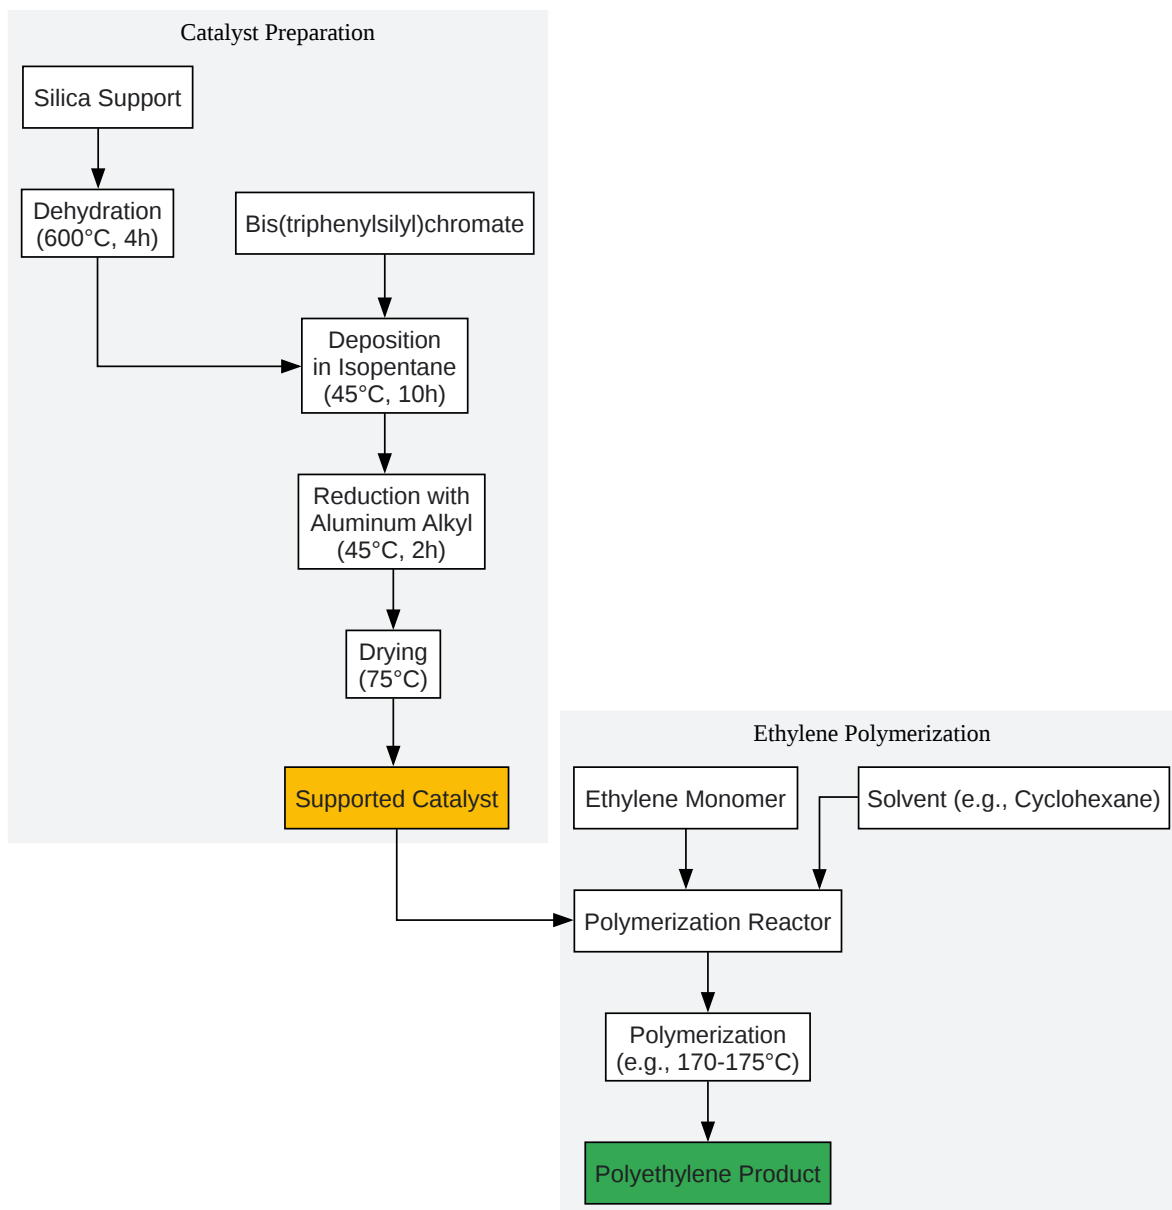 Catalyst Preparation
Silica Support
Dehydration
(600°C, 4h)
Bis(triphenylsilyl)chromate
Deposition
in Isopentane
(45°C, 10h)
Reduction with
Aluminum Alkyl
(45°C, 2h)
Drying
(75°C)
Supported Catalyst
Ethylene Polymerization
Ethylene Monomer
Solvent (e.g., Cyclohexane)
Polymerization Reactor
Polymerization
(e.g., 170-175°C)
Polyethylene Product